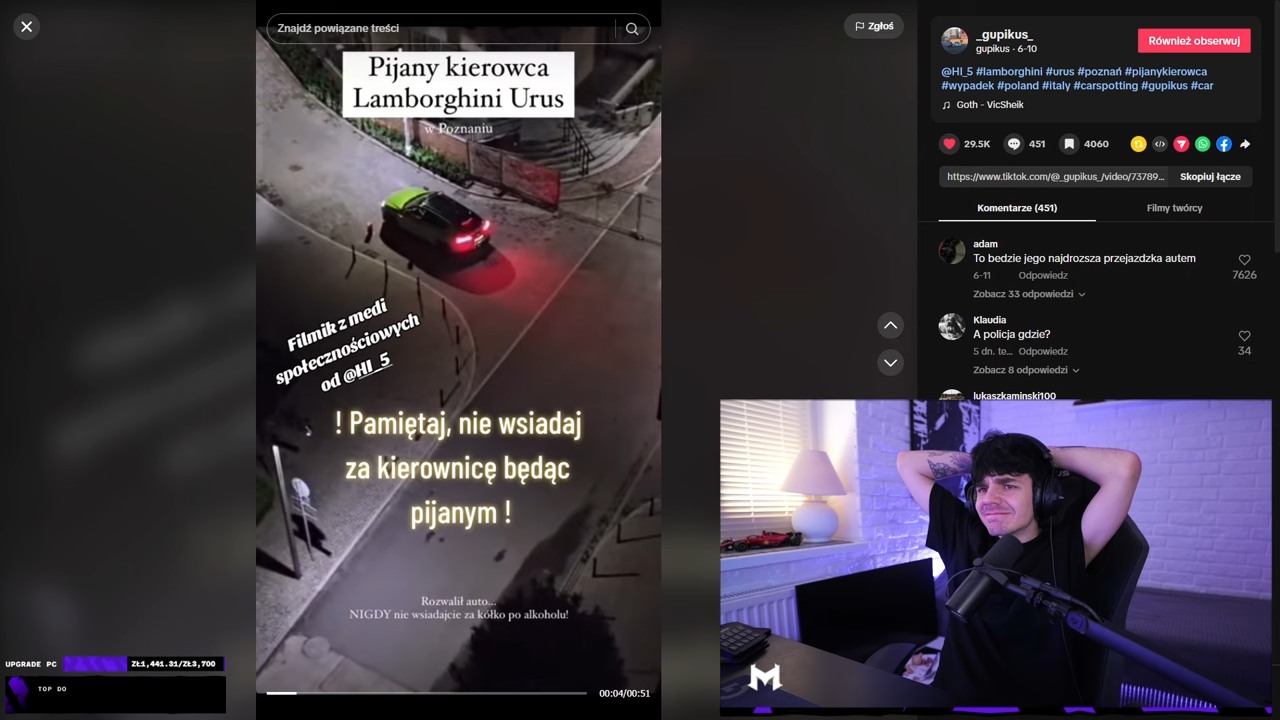 Znajdź powiązane treści
Pijany kierowca
Lamborghini Urus
w Poznaniu
Filmik z medi
społecznościowych
od @HI_5
! Pamiętaj, nie wsiadaj
za kierownicę będąc
pijanym !
Rozwalił auto...
NIGDY nie wsiadajcie za kółko po alkoholu!
00:04/00:51
Zgłoś
_gupikus_
gupikus · 6-10
Również obserwuj
@HI_5 #lamborghini #urus #poznań #pijanykierowca
#wypadek #poland #italy #carspotting #gupikus #car
Goth - VicSheik
29.5K
451
4060
https://www.tiktok.com/@_gupikus_/video/73789...
Skopiuj łącze
Komentarze (451)
Filmy twórcy
adam
To bedzie jego najdrozsza przejazdzka autem
6-11 Odpowiedz
7626
Zobacz 33 odpowiedzi
Klaudia
A policja gdzie?
5 dn. te... Odpowiedz
34
Zobacz 8 odpowiedzi
lukaszkaminski100
UPGRADE PC
ZŁ1,441.31/ZŁ3,700
TOP DO
M